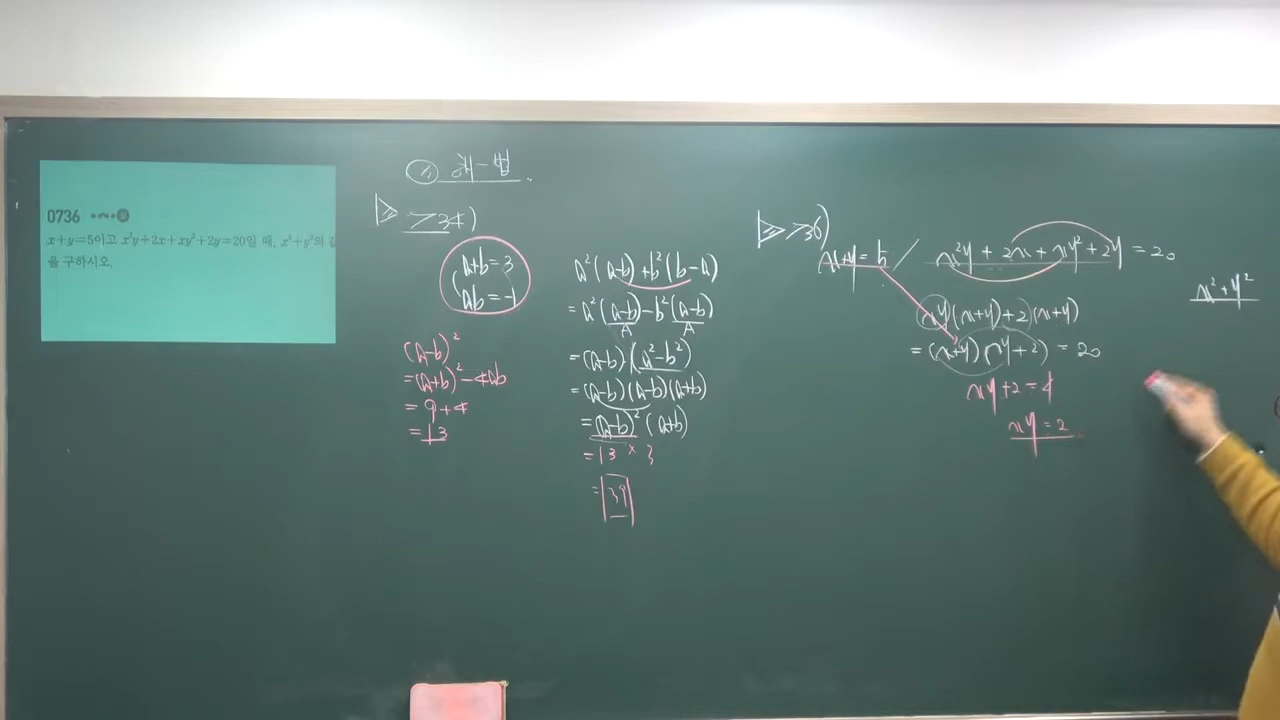 0736
x+y=5이고 x²y+2x+xy²+2y=20일 때, x²+y²의 값
을 구하시오.
734)
a+b=3
ab=-1
(a-b)²
=(a+b)²-4ab
=9+4
=13
a²(a-b)+b²(b-a)
=a²(a-b)-b²(a-b)
A A
=(a-b)(a²-b²)
=(a-b)(a-b)(a+b)
=(a-b)²(a+b)
=13×3
=39
736)
x+y=5 / x²y+2x+xy²+2y=20
xy(x+y)+2(x+y)
=(x+y)(xy+2)=20
xy+2=4
xy=2
x²+y²